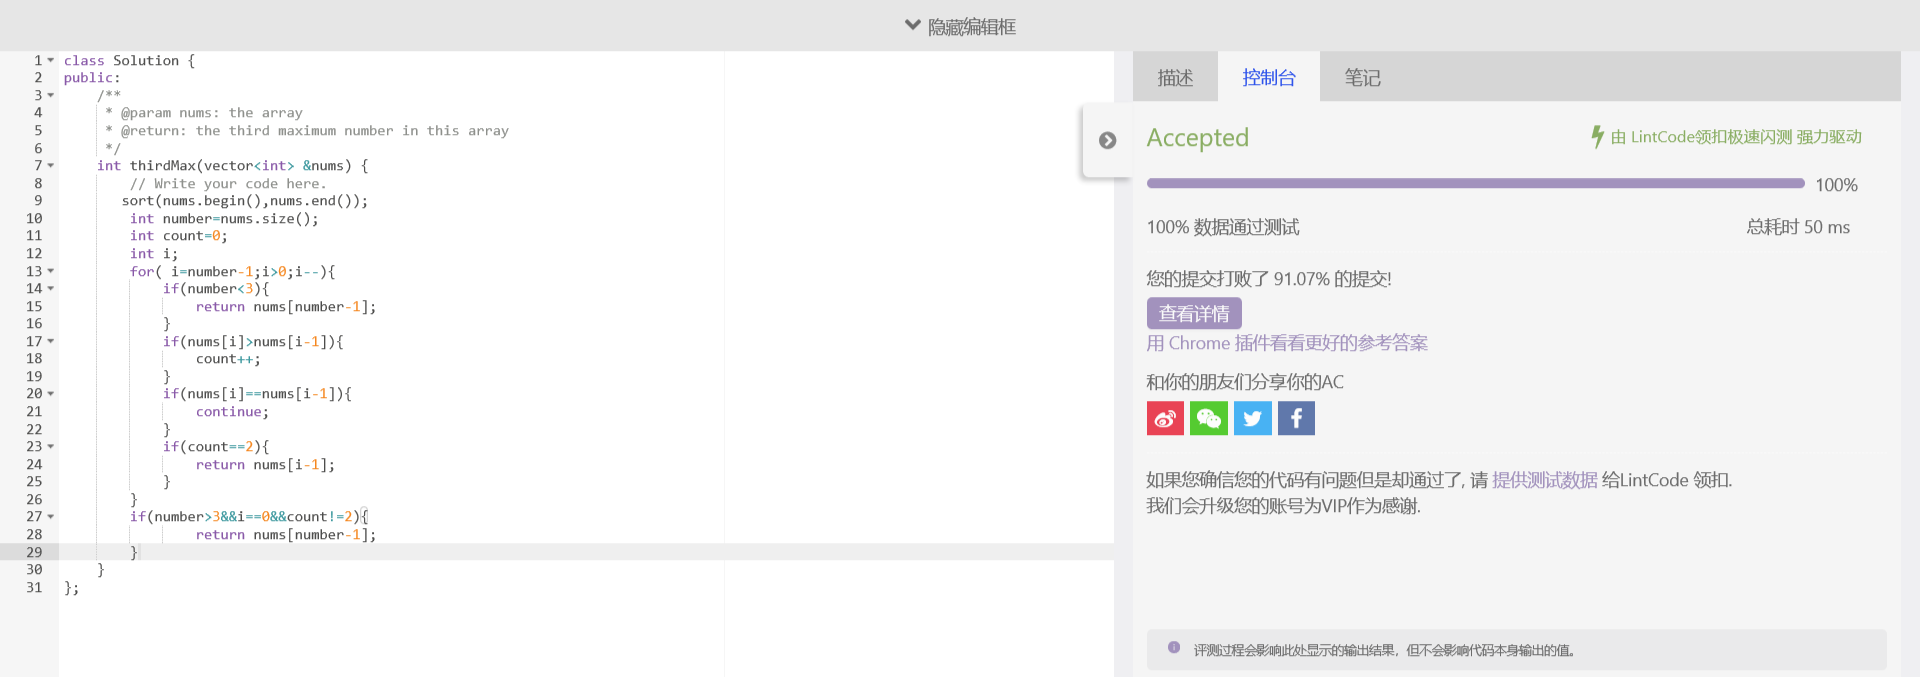 隐藏编辑框
1 class Solution {
2 public:
3     /**
4      * @param nums: the array
5      * @return: the third maximum number in this array
6      */
7     int thirdMax(vector<int> &nums) {
8         // Write your code here.
9        sort(nums.begin(),nums.end());
10         int number=nums.size();
11         int count=0;
12         int i;
13         for( i=number-1;i>0;i--){
14             if(number<3){
15                 return nums[number-1];
16             }
17             if(nums[i]>nums[i-1]){
18                 count++;
19             }
20             if(nums[i]==nums[i-1]){
21                 continue;
22             }
23             if(count==2){
24                 return nums[i-1];
25             }
26         }
27         if(number>3&&i==0&&count!=2){
28                 return nums[number-1];
29         }
30     }
31 };
描述 控制台 笔记
Accepted 由 LintCode领扣极速闪测 强力驱动
100%
100% 数据通过测试 总耗时 50 ms
您的提交打败了 91.07% 的提交!
查看详情
用 Chrome 插件看看更好的参考答案
和你的朋友们分享你的AC
如果您确信您的代码有问题但是却通过了, 请 提供测试数据 给LintCode 领扣.
我们会升级您的账号为VIP作为感谢.
评测过程会影响此处显示的输出结果，但不会影响代码本身输出的值。